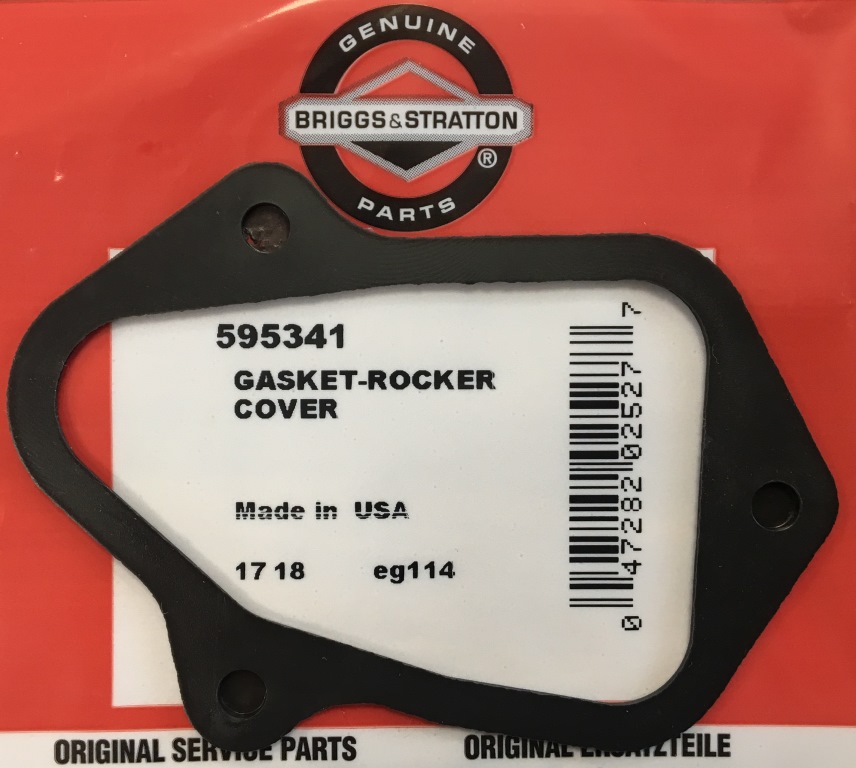 GENUINE
BRIGGS & STRATTON
®
PARTS
595341
GASKET-ROCKER
COVER
Made in USA
17 18 eg114
0 47282 02527 7
ORIGINAL SERVICE PARTS
ORIGINAL ERSATZTEILE